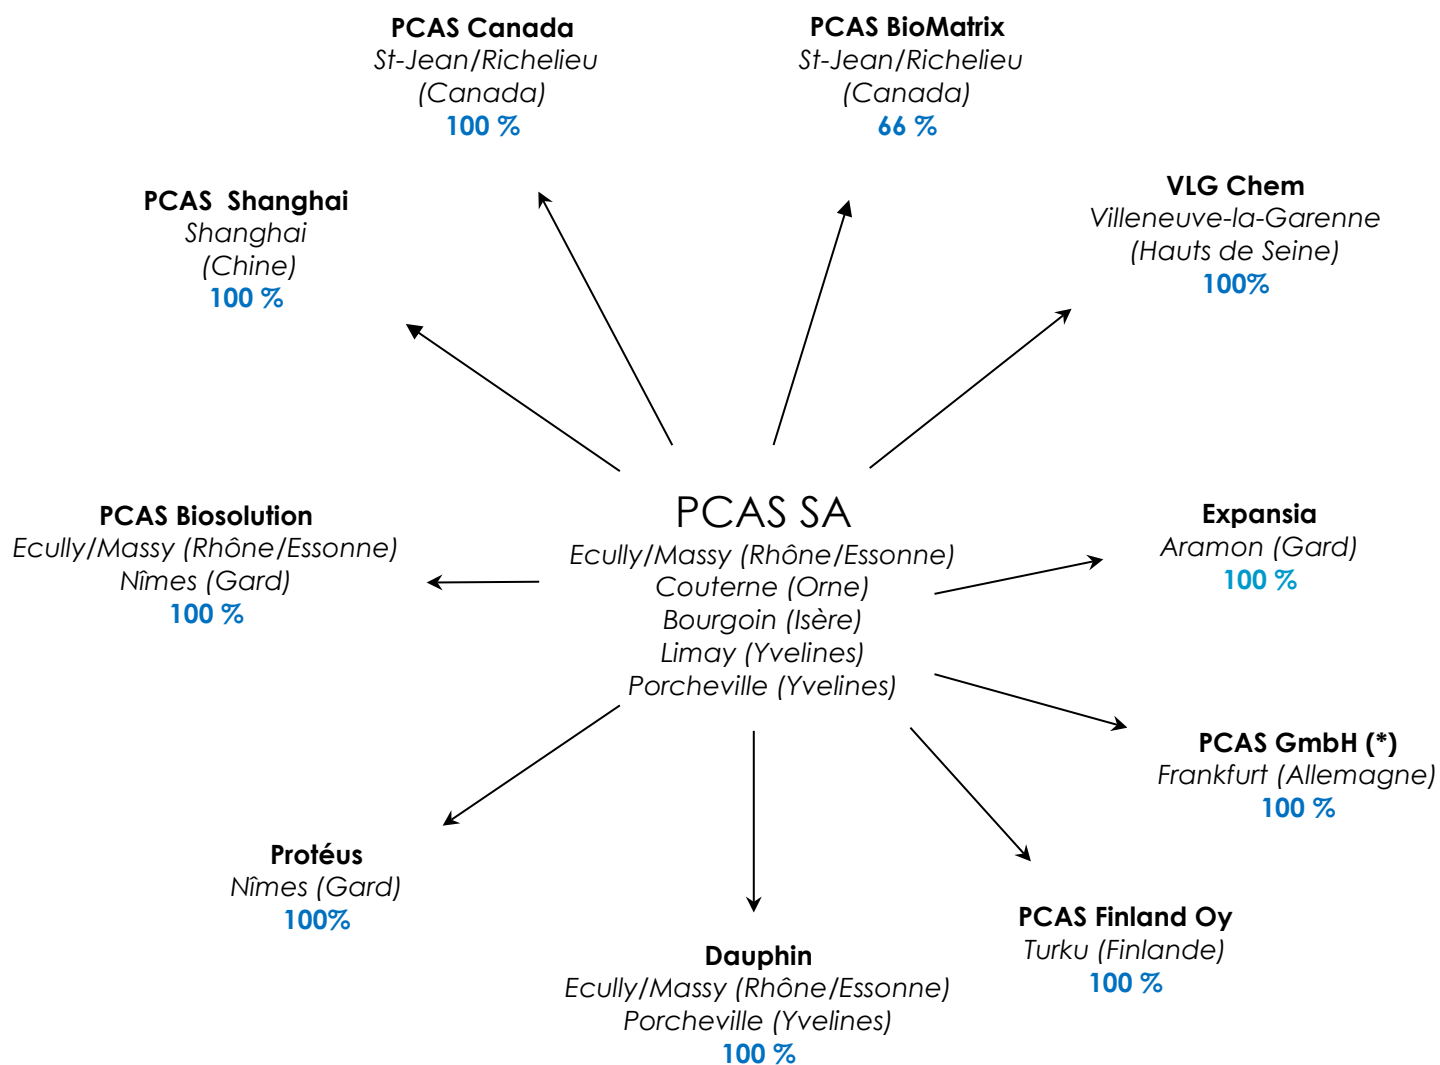 PCAS Canada
St-Jean/Richelieu
(Canada)
100 %
PCAS BioMatrix
St-Jean/Richelieu
(Canada)
66 %
PCAS  Shanghai
Shanghai
(Chine)
100 %
VLG Chem
Villeneuve-la-Garenne
(Hauts de Seine)
100%
PCAS Biosolution
Ecully/Massy (Rhône/Essonne)
Nîmes (Gard)
100 %
PCAS SA
Ecully/Massy (Rhône/Essonne)
Couterne (Orne)
Bourgoin (Isère)
Limay (Yvelines)
Porcheville (Yvelines)
Expansia
Aramon (Gard)
100 %
PCAS GmbH (*)
Frankfurt (Allemagne)
100 %
Protéus
Nîmes (Gard)
100%
Dauphin
Ecully/Massy (Rhône/Essonne)
Porcheville (Yvelines)
100 %
PCAS Finland Oy
Turku (Finlande)
100 %